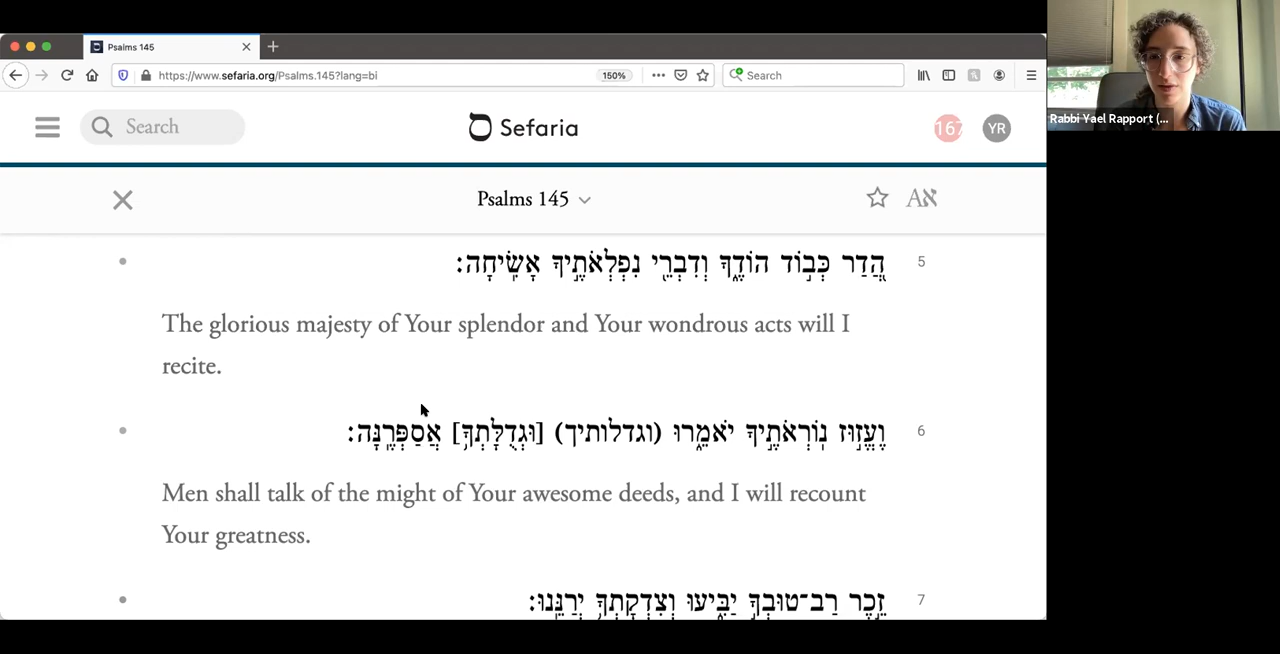 Psalms 145
https://www.sefaria.org/Psalms.145?lang=bi
150%
Search
Search
Sefaria
167
YR
Rabbi Yael Rapport (...
Psalms 145
Aא
5
הֲדַר כְּב֣וֹד הוֹדֶ֑ךָ וְדִבְרֵ֖י נִפְלְאֹתֶ֣יךָ אָשִֽׂיחָה׃
The glorious majesty of Your splendor and Your wondrous acts will I
recite.
6
וֶעֱז֣וּז נֽוֹרְאֹתֶ֣יךָ יֹאמֵ֑רוּ (וגדלותיך) [וּגְדֻלָּתְךָ֥] אֲסַפְּרֶֽנָּה׃
Men shall talk of the might of Your awesome deeds, and I will recount
Your greatness.
7
זֵ֣כֶר רַב־טוּבְךָ֣ יַבִּ֑יעוּ וְצִדְקָתְךָ֥ יְרַנֵּֽנוּ׃